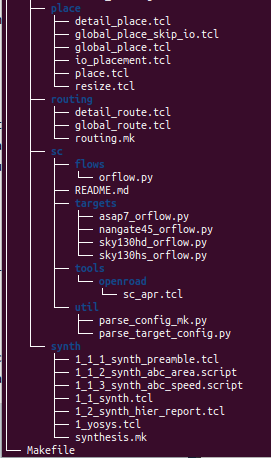 place
detail_place.tcl
global_place_skip_io.tcl
global_place.tcl
io_placement.tcl
place.tcl
resize.tcl
routing
detail_route.tcl
global_route.tcl
routing.mk
sc
flows
orflow.py
README.md
targets
asap7_orflow.py
nangate45_orflow.py
sky130hd_orflow.py
sky130hs_orflow.py
tools
openroad
sc_apr.tcl
util
parse_config_mk.py
parse_target_config.py
synth
1_1_1_synth_preamble.tcl
1_1_2_synth_abc_area.script
1_1_3_synth_abc_speed.script
1_1_synth.tcl
1_2_synth_hier_report.tcl
1_yosys.tcl
synthesis.mk
Makefile